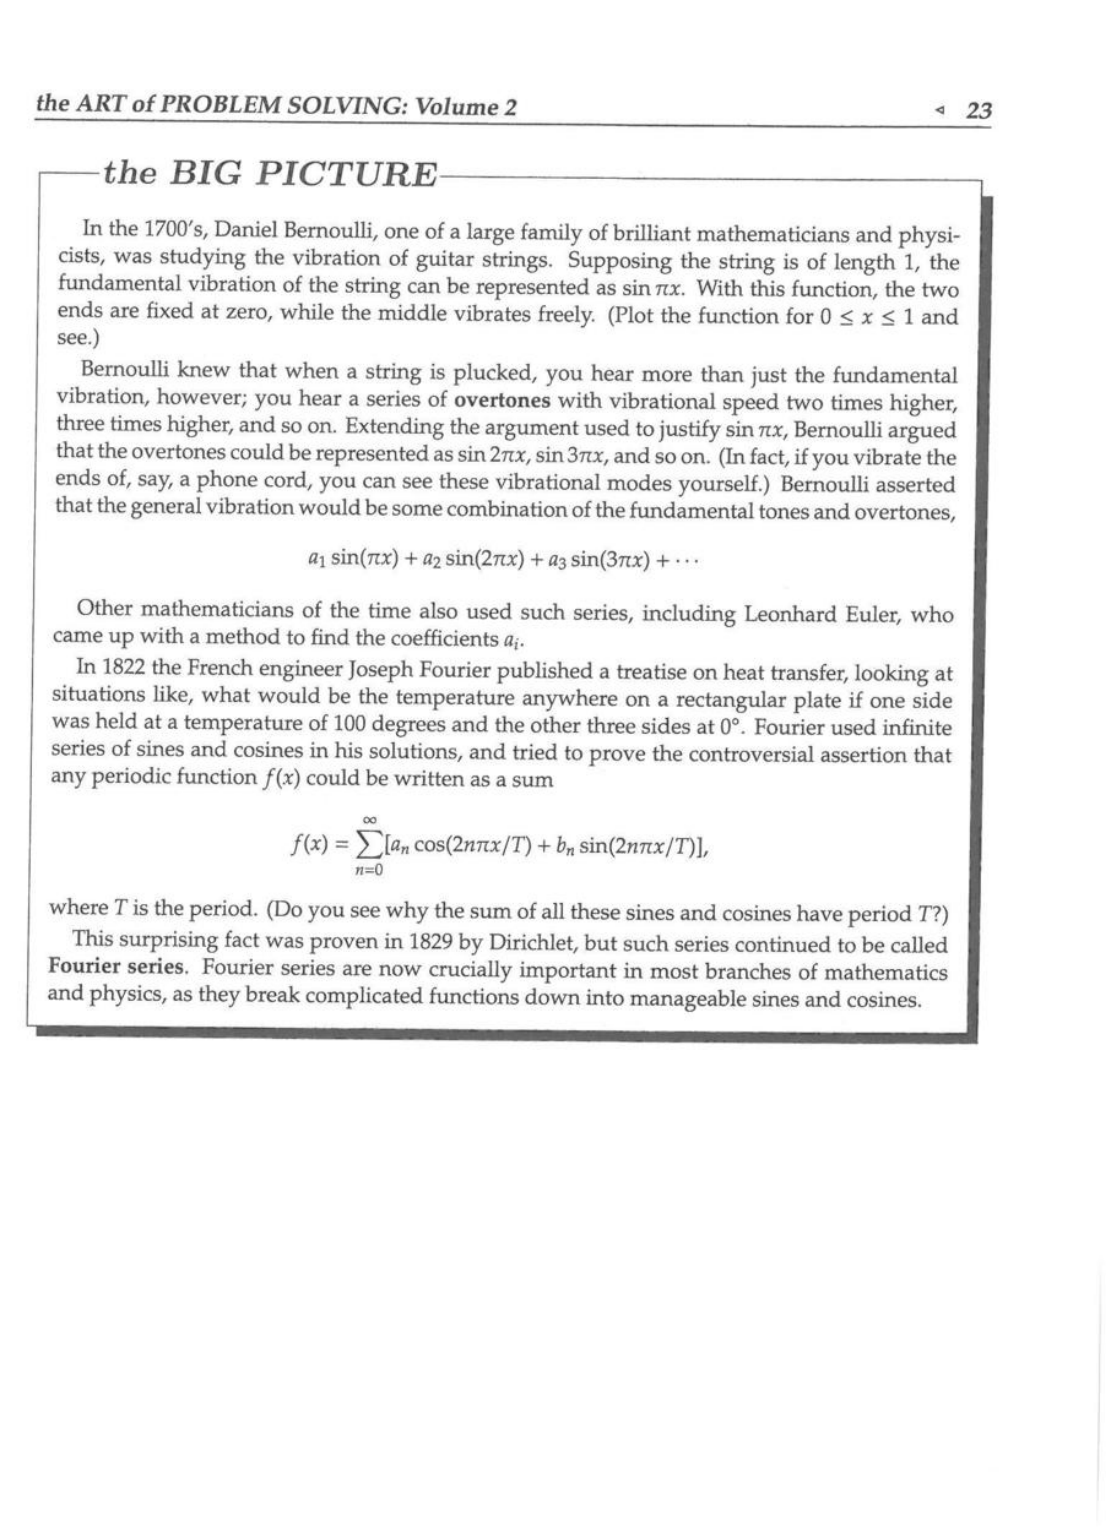 the ART of PROBLEM SOLVING: Volume 2 ◃ 23
the BIG PICTURE
In the 1700's, Daniel Bernoulli, one of a large family of brilliant mathematicians and physi-
cists, was studying the vibration of guitar strings. Supposing the string is of length 1, the
fundamental vibration of the string can be represented as sin πx. With this function, the two
ends are fixed at zero, while the middle vibrates freely. (Plot the function for 0 ≤ x ≤ 1 and
see.)
Bernoulli knew that when a string is plucked, you hear more than just the fundamental
vibration, however; you hear a series of overtones with vibrational speed two times higher,
three times higher, and so on. Extending the argument used to justify sin πx, Bernoulli argued
that the overtones could be represented as sin 2πx, sin 3πx, and so on. (In fact, if you vibrate the
ends of, say, a phone cord, you can see these vibrational modes yourself.) Bernoulli asserted
that the general vibration would be some combination of the fundamental tones and overtones,
a₁ sin(πx) + a₂ sin(2πx) + a₃ sin(3πx) + ···
Other mathematicians of the time also used such series, including Leonhard Euler, who
came up with a method to find the coefficients aᵢ.
In 1822 the French engineer Joseph Fourier published a treatise on heat transfer, looking at
situations like, what would be the temperature anywhere on a rectangular plate if one side
was held at a temperature of 100 degrees and the other three sides at 0°. Fourier used infinite
series of sines and cosines in his solutions, and tried to prove the controversial assertion that
any periodic function f(x) could be written as a sum
f(x) = ∑_{n=0}^{∞} [aₙ cos(2nπx/T) + bₙ sin(2nπx/T)],
where T is the period. (Do you see why the sum of all these sines and cosines have period T?)
This surprising fact was proven in 1829 by Dirichlet, but such series continued to be called
Fourier series. Fourier series are now crucially important in most branches of mathematics
and physics, as they break complicated functions down into manageable sines and cosines.